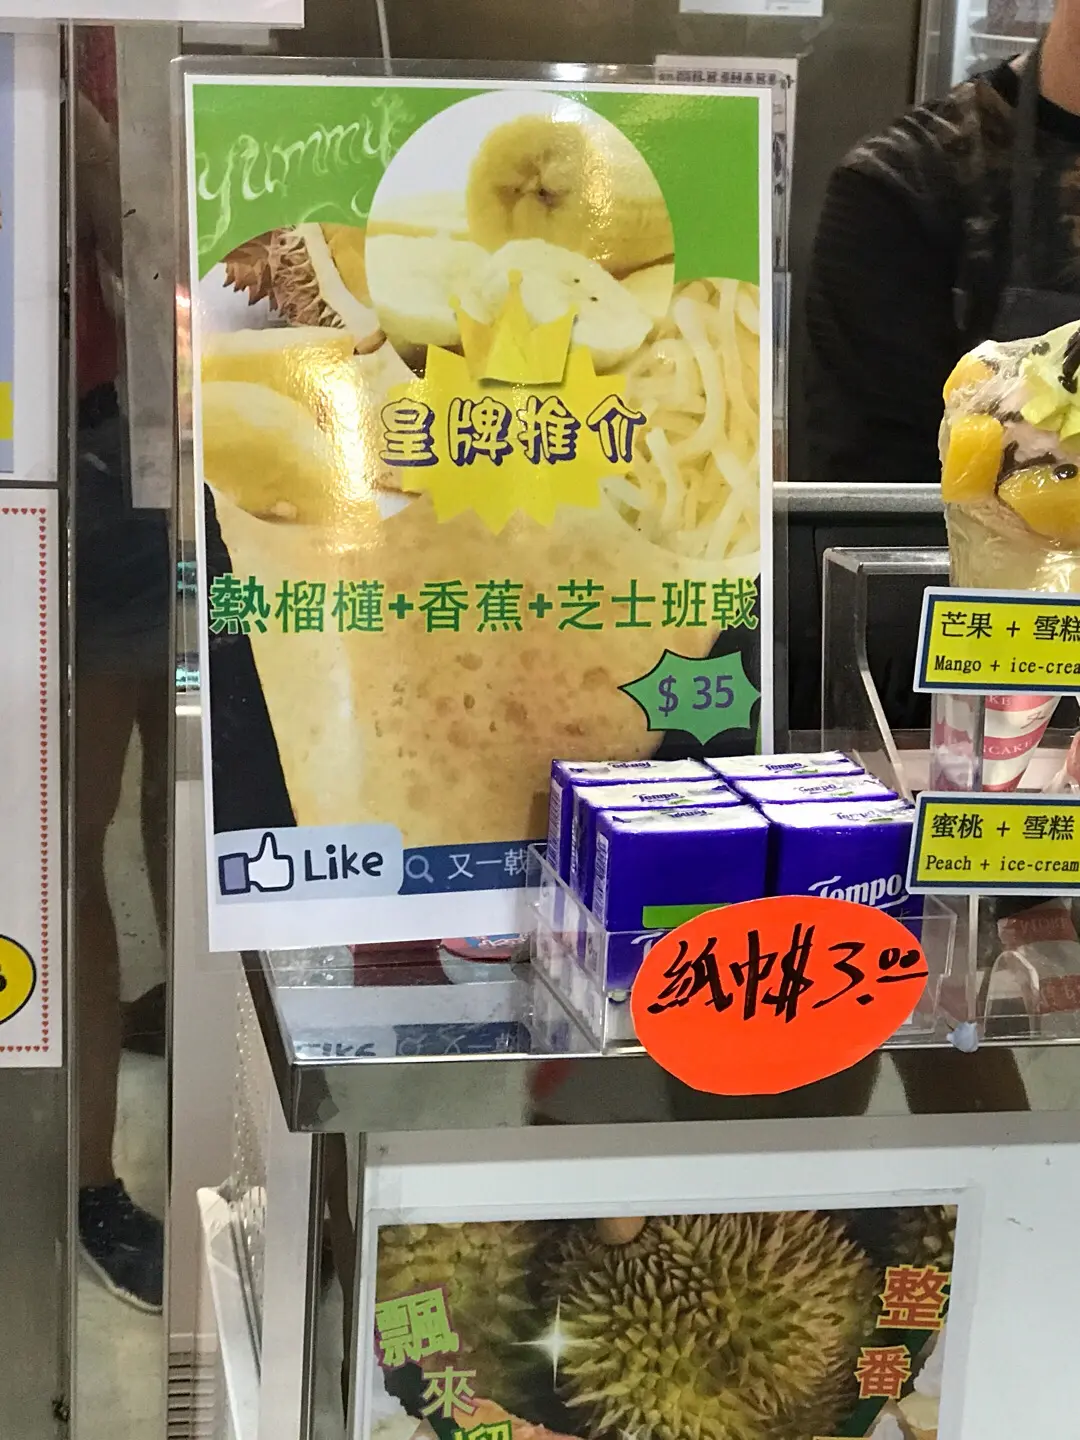 yummy
皇牌推介
熱榴槤+香蕉+芝士班戟
$ 35
Like
又一戟
Tempo
Tempo
Tempo
Tempo
紙巾$3.00
芒果 + 雪糕
Mango + ice-crea
蜜桃 + 雪糕
Peach + ice-cream
飄
來
榴
整
番